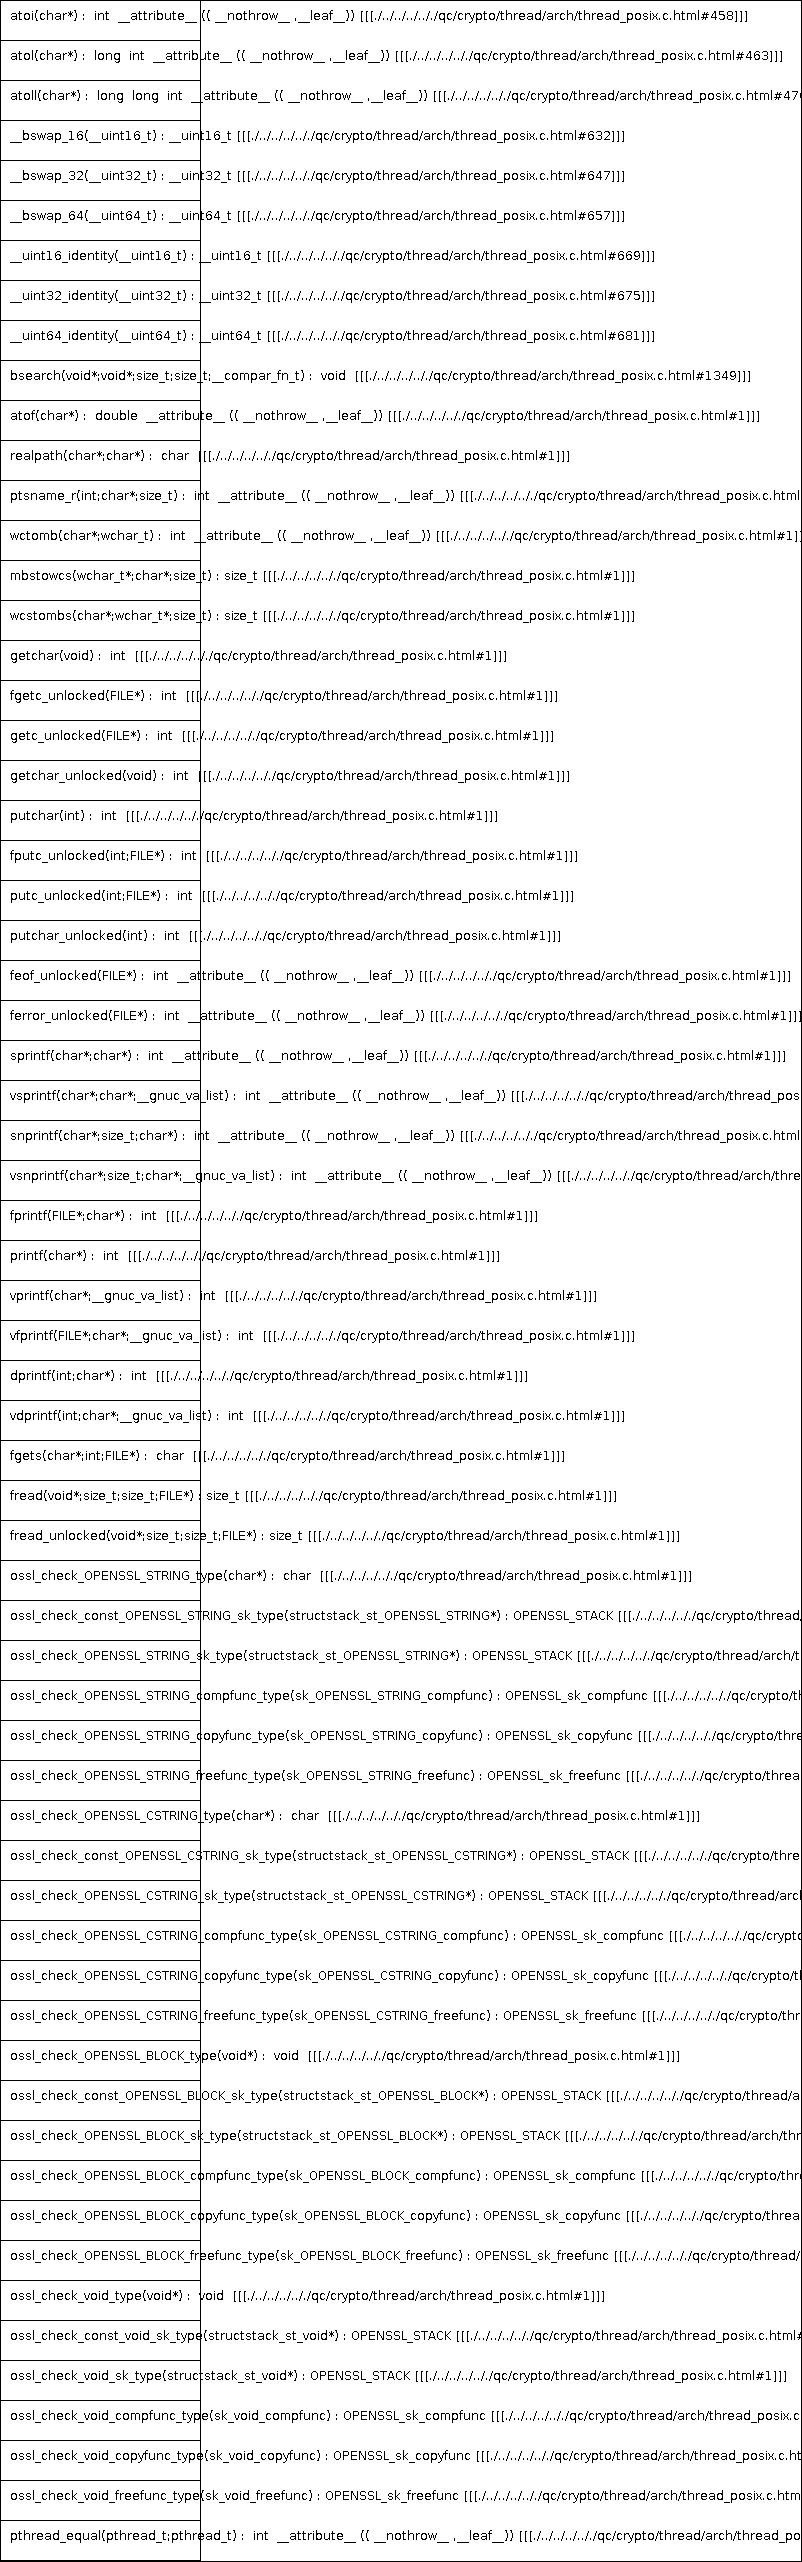 atoi(char*) :  int  __attribute__ (( __nothrow__ ,__leaf__)) [[[./../../../../../qc/crypto/thread/arch/thread_posix.c.html#458]]]
atol(char*) :  long  int  __attribute__ (( __nothrow__ ,__leaf__)) [[[./../../../../../qc/crypto/thread/arch/thread_posix.c.html#463]]]
atoll(char*) :  long  long  int  __attribute__ (( __nothrow__ ,__leaf__)) [[[./../../../../../qc/crypto/thread/arch/thread_posix.c.html#470
__bswap_16(__uint16_t) : __uint16_t [[[./../../../../../qc/crypto/thread/arch/thread_posix.c.html#632]]]
__bswap_32(__uint32_t) : __uint32_t [[[./../../../../../qc/crypto/thread/arch/thread_posix.c.html#647]]]
__bswap_64(__uint64_t) : __uint64_t [[[./../../../../../qc/crypto/thread/arch/thread_posix.c.html#657]]]
__uint16_identity(__uint16_t) : __uint16_t [[[./../../../../../qc/crypto/thread/arch/thread_posix.c.html#669]]]
__uint32_identity(__uint32_t) : __uint32_t [[[./../../../../../qc/crypto/thread/arch/thread_posix.c.html#675]]]
__uint64_identity(__uint64_t) : __uint64_t [[[./../../../../../qc/crypto/thread/arch/thread_posix.c.html#681]]]
bsearch(void*;void*;size_t;size_t;__compar_fn_t) :  void  [[[./../../../../../qc/crypto/thread/arch/thread_posix.c.html#1349]]]
atof(char*) :  double  __attribute__ (( __nothrow__ ,__leaf__)) [[[./../../../../../qc/crypto/thread/arch/thread_posix.c.html#1]]]
realpath(char*;char*) :  char  [[[./../../../../../qc/crypto/thread/arch/thread_posix.c.html#1]]]
ptsname_r(int;char*;size_t) :  int  __attribute__ (( __nothrow__ ,__leaf__)) [[[./../../../../../qc/crypto/thread/arch/thread_posix.c.html
wctomb(char*;wchar_t) :  int  __attribute__ (( __nothrow__ ,__leaf__)) [[[./../../../../../qc/crypto/thread/arch/thread_posix.c.html#1]]]
mbstowcs(wchar_t*;char*;size_t) : size_t [[[./../../../../../qc/crypto/thread/arch/thread_posix.c.html#1]]]
wcstombs(char*;wchar_t*;size_t) : size_t [[[./../../../../../qc/crypto/thread/arch/thread_posix.c.html#1]]]
getchar(void) :  int  [[[./../../../../../qc/crypto/thread/arch/thread_posix.c.html#1]]]
fgetc_unlocked(FILE*) :  int  [[[./../../../../../qc/crypto/thread/arch/thread_posix.c.html#1]]]
getc_unlocked(FILE*) :  int  [[[./../../../../../qc/crypto/thread/arch/thread_posix.c.html#1]]]
getchar_unlocked(void) :  int  [[[./../../../../../qc/crypto/thread/arch/thread_posix.c.html#1]]]
putchar(int) :  int  [[[./../../../../../qc/crypto/thread/arch/thread_posix.c.html#1]]]
fputc_unlocked(int;FILE*) :  int  [[[./../../../../../qc/crypto/thread/arch/thread_posix.c.html#1]]]
putc_unlocked(int;FILE*) :  int  [[[./../../../../../qc/crypto/thread/arch/thread_posix.c.html#1]]]
putchar_unlocked(int) :  int  [[[./../../../../../qc/crypto/thread/arch/thread_posix.c.html#1]]]
feof_unlocked(FILE*) :  int  __attribute__ (( __nothrow__ ,__leaf__)) [[[./../../../../../qc/crypto/thread/arch/thread_posix.c.html#1]]]
ferror_unlocked(FILE*) :  int  __attribute__ (( __nothrow__ ,__leaf__)) [[[./../../../../../qc/crypto/thread/arch/thread_posix.c.html#1]]]
sprintf(char*;char*) :  int  __attribute__ (( __nothrow__ ,__leaf__)) [[[./../../../../../qc/crypto/thread/arch/thread_posix.c.html#1]]]
vsprintf(char*;char*;__gnuc_va_list) :  int  __attribute__ (( __nothrow__ ,__leaf__)) [[[./../../../../../qc/crypto/thread/arch/thread_pos
snprintf(char*;size_t;char*) :  int  __attribute__ (( __nothrow__ ,__leaf__)) [[[./../../../../../qc/crypto/thread/arch/thread_posix.c.html
vsnprintf(char*;size_t;char*;__gnuc_va_list) :  int  __attribute__ (( __nothrow__ ,__leaf__)) [[[./../../../../../qc/crypto/thread/arch/thre
fprintf(FILE*;char*) :  int  [[[./../../../../../qc/crypto/thread/arch/thread_posix.c.html#1]]]
printf(char*) :  int  [[[./../../../../../qc/crypto/thread/arch/thread_posix.c.html#1]]]
vprintf(char*;__gnuc_va_list) :  int  [[[./../../../../../qc/crypto/thread/arch/thread_posix.c.html#1]]]
vfprintf(FILE*;char*;__gnuc_va_list) :  int  [[[./../../../../../qc/crypto/thread/arch/thread_posix.c.html#1]]]
dprintf(int;char*) :  int  [[[./../../../../../qc/crypto/thread/arch/thread_posix.c.html#1]]]
vdprintf(int;char*;__gnuc_va_list) :  int  [[[./../../../../../qc/crypto/thread/arch/thread_posix.c.html#1]]]
fgets(char*;int;FILE*) :  char  [[[./../../../../../qc/crypto/thread/arch/thread_posix.c.html#1]]]
fread(void*;size_t;size_t;FILE*) : size_t [[[./../../../../../qc/crypto/thread/arch/thread_posix.c.html#1]]]
fread_unlocked(void*;size_t;size_t;FILE*) : size_t [[[./../../../../../qc/crypto/thread/arch/thread_posix.c.html#1]]]
ossl_check_OPENSSL_STRING_type(char*) :  char  [[[./../../../../../qc/crypto/thread/arch/thread_posix.c.html#1]]]
ossl_check_const_OPENSSL_STRING_sk_type(structstack_st_OPENSSL_STRING*) : OPENSSL_STACK [[[./../../../../../qc/crypto/thread/
ossl_check_OPENSSL_STRING_sk_type(structstack_st_OPENSSL_STRING*) : OPENSSL_STACK [[[./../../../../../qc/crypto/thread/arch/t
ossl_check_OPENSSL_STRING_compfunc_type(sk_OPENSSL_STRING_compfunc) : OPENSSL_sk_compfunc [[[./../../../../../qc/crypto/th
ossl_check_OPENSSL_STRING_copyfunc_type(sk_OPENSSL_STRING_copyfunc) : OPENSSL_sk_copyfunc [[[./../../../../../qc/crypto/thre
ossl_check_OPENSSL_STRING_freefunc_type(sk_OPENSSL_STRING_freefunc) : OPENSSL_sk_freefunc [[[./../../../../../qc/crypto/threa
ossl_check_OPENSSL_CSTRING_type(char*) :  char  [[[./../../../../../qc/crypto/thread/arch/thread_posix.c.html#1]]]
ossl_check_const_OPENSSL_CSTRING_sk_type(structstack_st_OPENSSL_CSTRING*) : OPENSSL_STACK [[[./../../../../../qc/crypto/thre
ossl_check_OPENSSL_CSTRING_sk_type(structstack_st_OPENSSL_CSTRING*) : OPENSSL_STACK [[[./../../../../../qc/crypto/thread/arc
ossl_check_OPENSSL_CSTRING_compfunc_type(sk_OPENSSL_CSTRING_compfunc) : OPENSSL_sk_compfunc [[[./../../../../../qc/crypto
ossl_check_OPENSSL_CSTRING_copyfunc_type(sk_OPENSSL_CSTRING_copyfunc) : OPENSSL_sk_copyfunc [[[./../../../../../qc/crypto/t
ossl_check_OPENSSL_CSTRING_freefunc_type(sk_OPENSSL_CSTRING_freefunc) : OPENSSL_sk_freefunc [[[./../../../../../qc/crypto/thr
ossl_check_OPENSSL_BLOCK_type(void*) :  void  [[[./../../../../../qc/crypto/thread/arch/thread_posix.c.html#1]]]
ossl_check_const_OPENSSL_BLOCK_sk_type(structstack_st_OPENSSL_BLOCK*) : OPENSSL_STACK [[[./../../../../../qc/crypto/thread/a
ossl_check_OPENSSL_BLOCK_sk_type(structstack_st_OPENSSL_BLOCK*) : OPENSSL_STACK [[[./../../../../../qc/crypto/thread/arch/thr
ossl_check_OPENSSL_BLOCK_compfunc_type(sk_OPENSSL_BLOCK_compfunc) : OPENSSL_sk_compfunc [[[./../../../../../qc/crypto/thr
ossl_check_OPENSSL_BLOCK_copyfunc_type(sk_OPENSSL_BLOCK_copyfunc) : OPENSSL_sk_copyfunc [[[./../../../../../qc/crypto/threa
ossl_check_OPENSSL_BLOCK_freefunc_type(sk_OPENSSL_BLOCK_freefunc) : OPENSSL_sk_freefunc [[[./../../../../../qc/crypto/thread/
ossl_check_void_type(void*) :  void  [[[./../../../../../qc/crypto/thread/arch/thread_posix.c.html#1]]]
ossl_check_const_void_sk_type(structstack_st_void*) : OPENSSL_STACK [[[./../../../../../qc/crypto/thread/arch/thread_posix.c.html#
ossl_check_void_sk_type(structstack_st_void*) : OPENSSL_STACK [[[./../../../../../qc/crypto/thread/arch/thread_posix.c.html#1]]]
ossl_check_void_compfunc_type(sk_void_compfunc) : OPENSSL_sk_compfunc [[[./../../../../../qc/crypto/thread/arch/thread_posix.c
ossl_check_void_copyfunc_type(sk_void_copyfunc) : OPENSSL_sk_copyfunc [[[./../../../../../qc/crypto/thread/arch/thread_posix.c.ht
ossl_check_void_freefunc_type(sk_void_freefunc) : OPENSSL_sk_freefunc [[[./../../../../../qc/crypto/thread/arch/thread_posix.c.htm
pthread_equal(pthread_t;pthread_t) :  int  __attribute__ (( __nothrow__ ,__leaf__)) [[[./../../../../../qc/crypto/thread/arch/thread_po